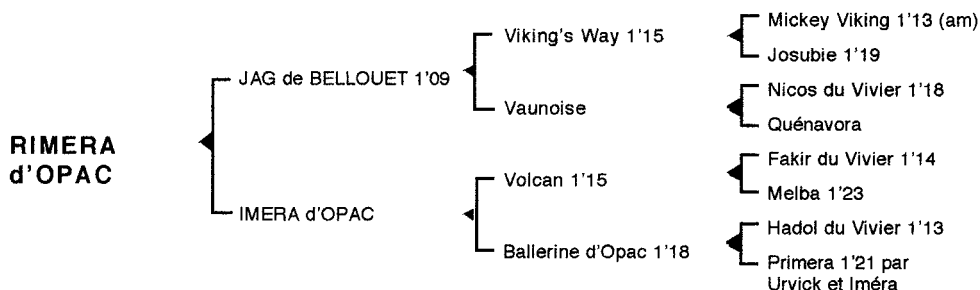 RIMERA
d'OPAC
JAG de BELLOUET 1'09
IMERA d'OPAC
Viking's Way 1'15
Vaunoise
Volcan 1'15
Ballerine d'Opac 1'18
Mickey Viking 1'13 (am)
Josubie 1'19
Nicos du Vivier 1'18
Quénavora
Fakir du Vivier 1'14
Melba 1'23
Hadol du Vivier 1'13
Primera 1'21 par
Urvick et Iméra